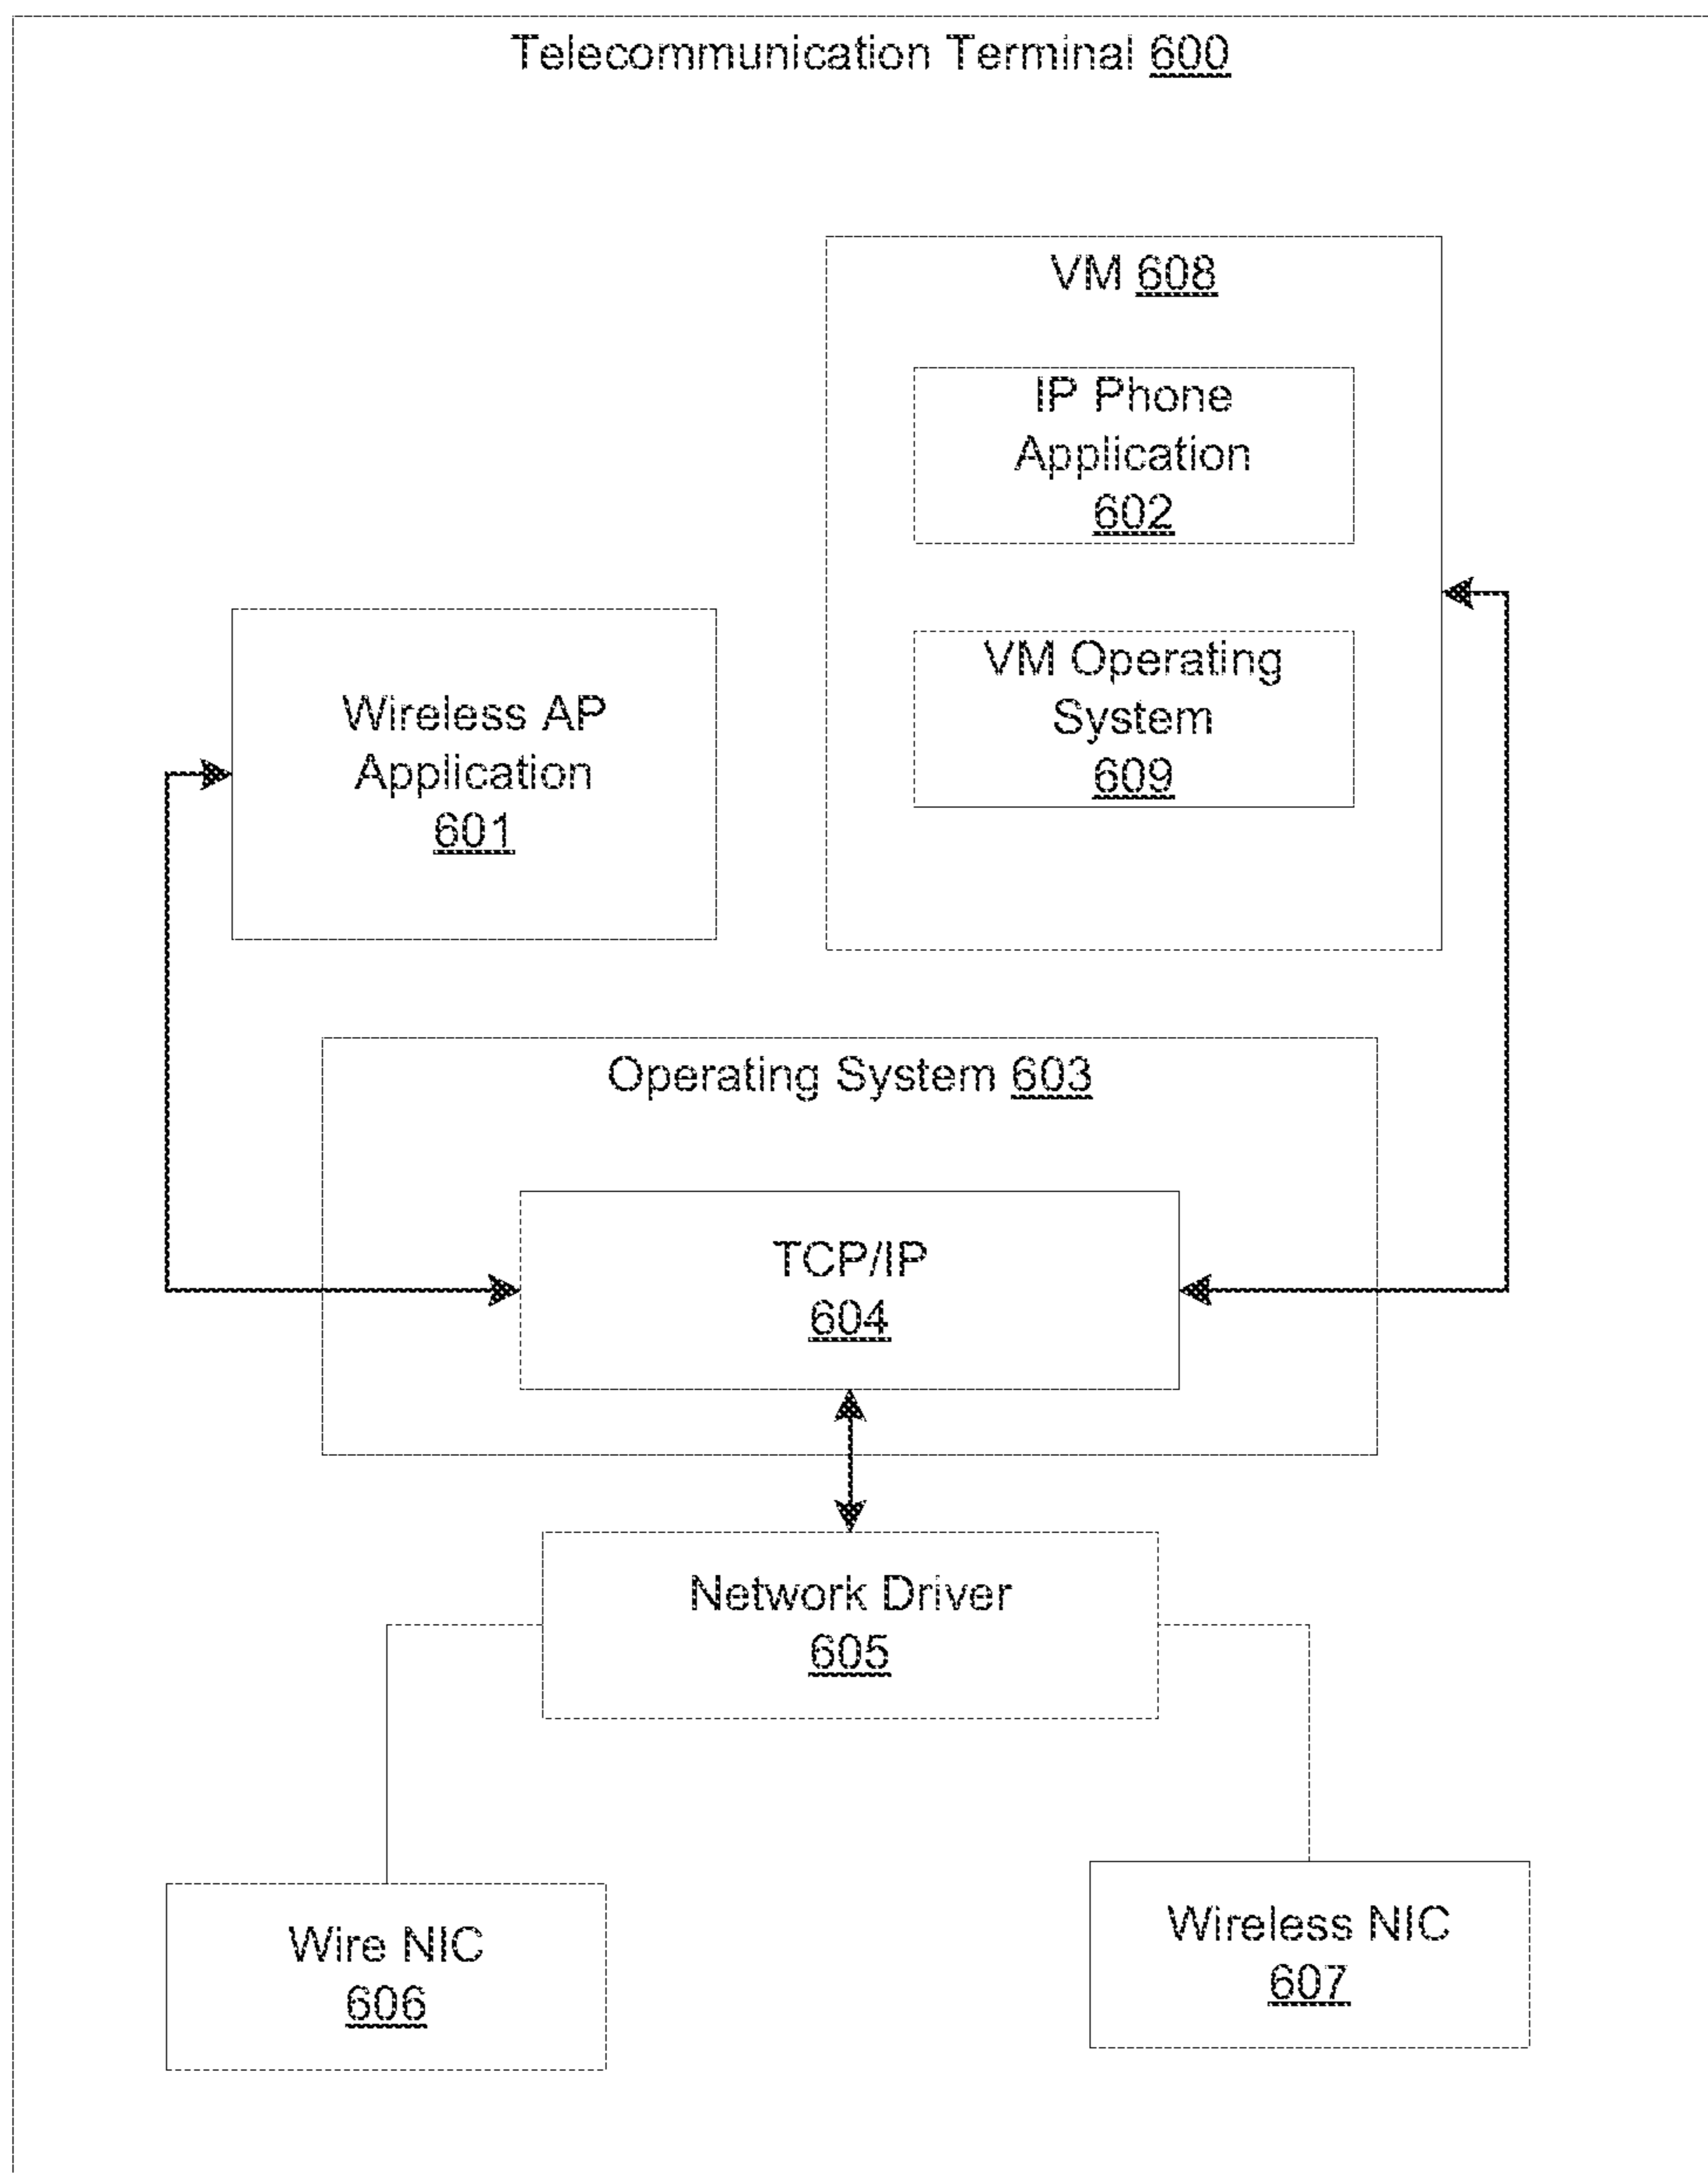 Telecommunication Terminal 600
VM 608
IP Phone
Application
602
VM Operating
System
609
Wireless AP
Application
601
Operating System 603
TCP/IP
604
Network Driver
605
Wire NIC
606
Wireless NIC
607